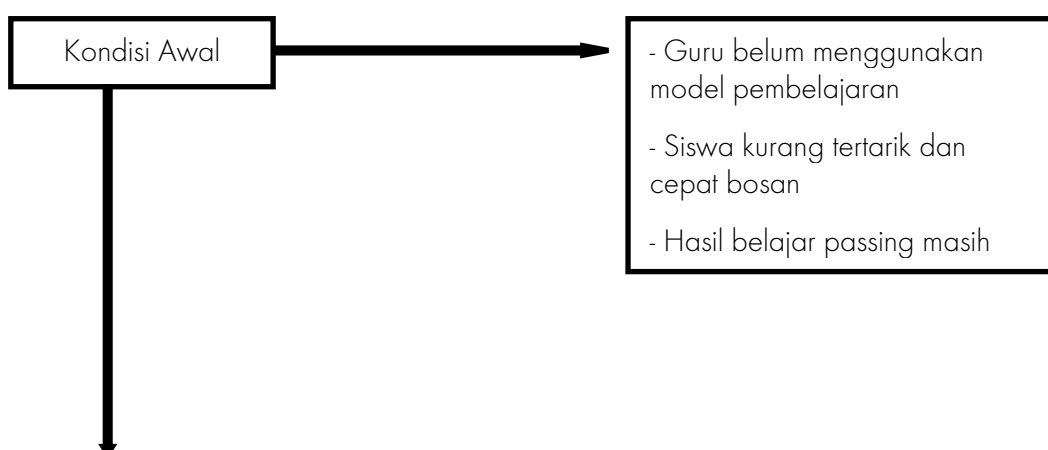 Kondisi Awal
- Guru belum menggunakan
model pembelajaran
- Siswa kurang tertarik dan
cepat bosan
- Hasil belajar passing masih